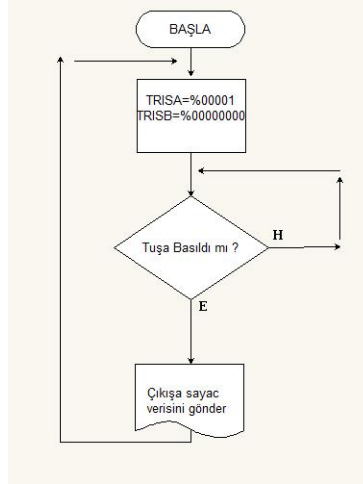 BAŞLA
TRISA=%00001
TRISB=%00000000
Tuşa Basıldı mı ?
H
E
Çıkışa sayac
verisini gönder